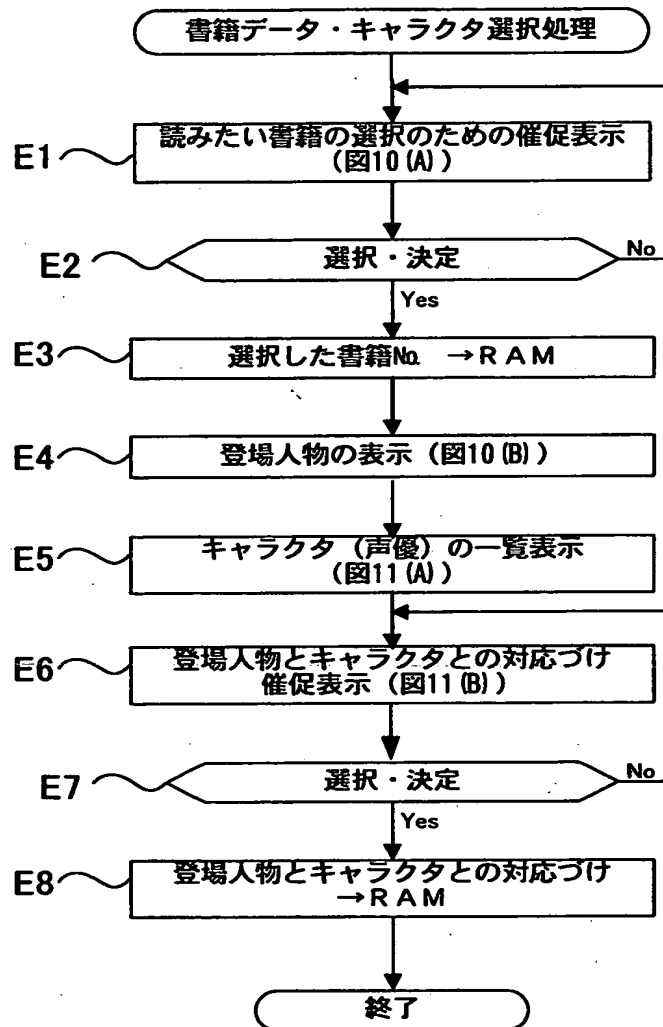 書籍データ・キャラクタ選択処理
E1
読みたい書籍の選択のための催促表示
(図10(A))
E2
選択・決定
No
Yes
E3
選択した書籍№ →RAM
E4
登場人物の表示(図10(B))
E5
キャラクタ(声優)の一覧表示
(図11(A))
E6
登場人物とキャラクタとの対応づけ
催促表示(図11(B))
E7
選択・決定
No
Yes
E8
登場人物とキャラクタとの対応づけ
→RAM
終了